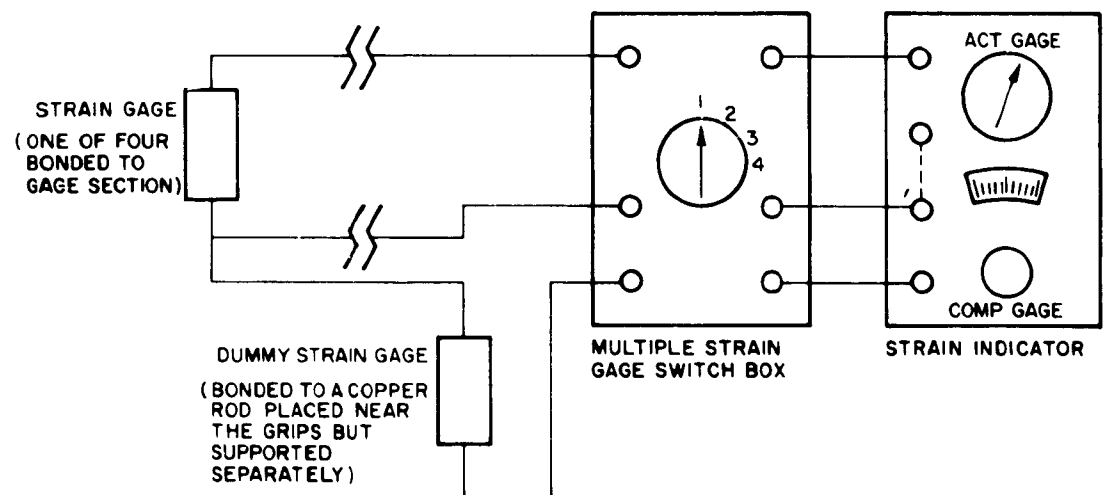 ACT GAGE
STRAIN GAGE
(ONE OF FOUR
BONDED TO
GAGE SECTION)
1
2
3
4
COMP GAGE
MULTIPLE STRAIN
GAGE SWITCH BOX
STRAIN INDICATOR
DUMMY STRAIN GAGE
(BONDED TO A COPPER
ROD PLACED NEAR
THE GRIPS BUT
SUPPORTED
SEPARATELY)